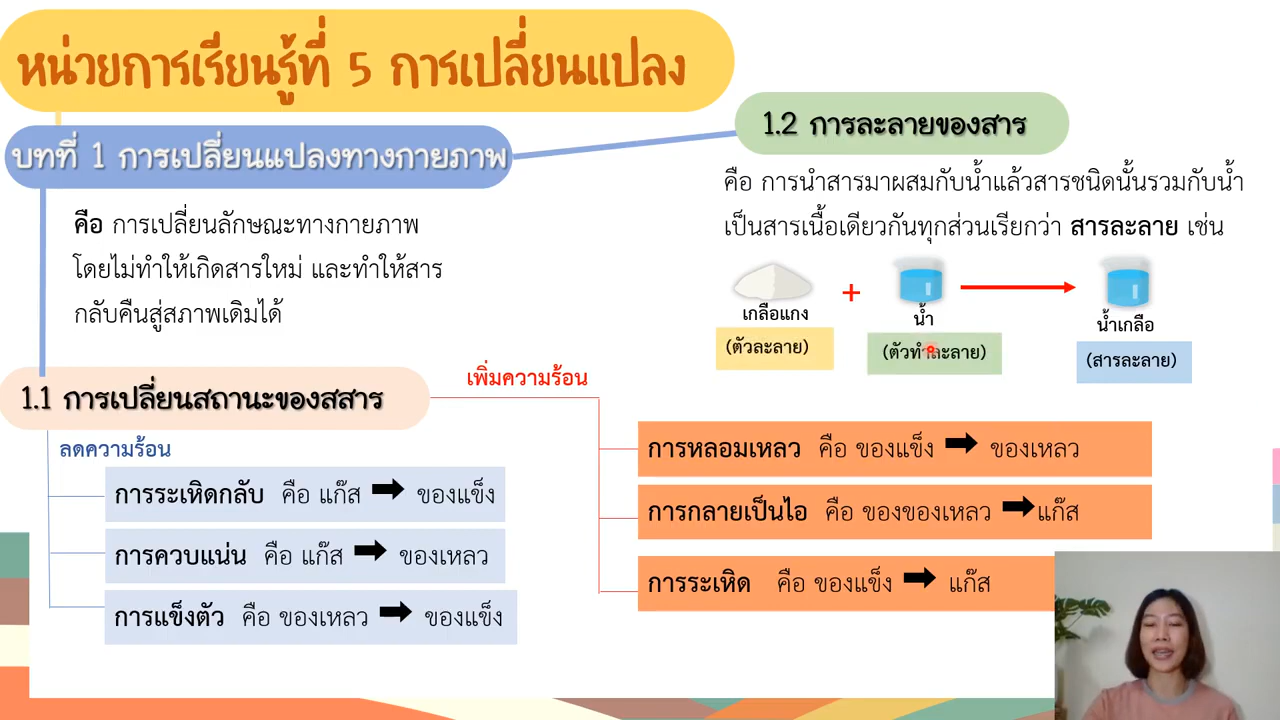 หน่วยการเรียนรู้ที่ 5 การเปลี่ยนแปลง
บทที่ 1 การเปลี่ยนแปลงทางกายภาพ
คือ การเปลี่ยนลักษณะทางกายภาพ
โดยไม่ทำให้เกิดสารใหม่ และทำให้สาร
กลับคืนสู่สภาพเดิมได้
1.2 การละลายของสาร
คือ การนำสารมาผสมกับน้ำแล้วสารชนิดนั้นรวมกับน้ำ
เป็นสารเนื้อเดียวกันทุกส่วนเรียกว่า สารละลาย เช่น
+
เกลือแกง
(ตัวละลาย)
น้ำ
(ตัวทำละลาย)
น้ำเกลือ
(สารละลาย)
1.1 การเปลี่ยนสถานะของสสาร
ลดความร้อน
การระเหิดกลับ คือ แก๊ส ➡ ของแข็ง
การควบแน่น คือ แก๊ส ➡ ของเหลว
การแข็งตัว คือ ของเหลว ➡ ของแข็ง
เพิ่มความร้อน
การหลอมเหลว คือ ของแข็ง ➡ ของเหลว
การกลายเป็นไอ คือ ของของเหลว ➡ แก๊ส
การระเหิด คือ ของแข็ง ➡ แก๊ส